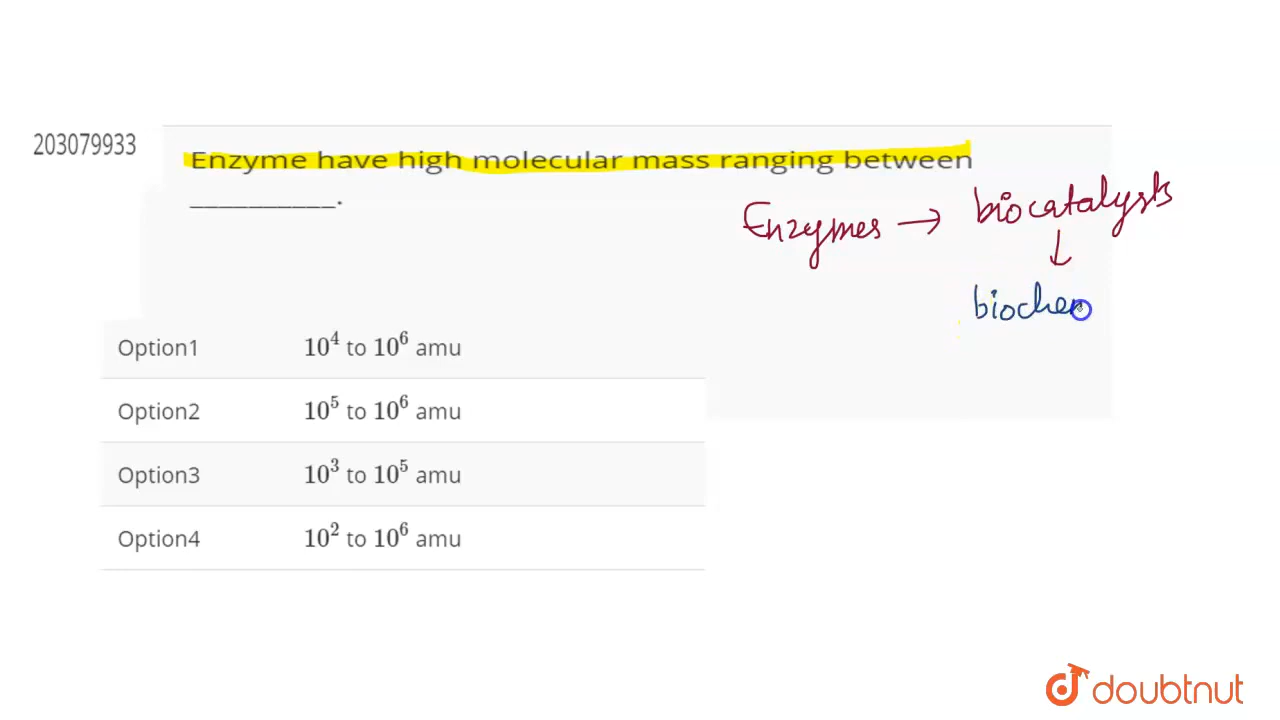 203079933
Enzyme have high molecular mass ranging between
__________.
Enzymes → biocatalysts
↓
biochem
Option1 10^4 to 10^6 amu
Option2 10^5 to 10^6 amu
Option3 10^3 to 10^5 amu
Option4 10^2 to 10^6 amu
doubtnut